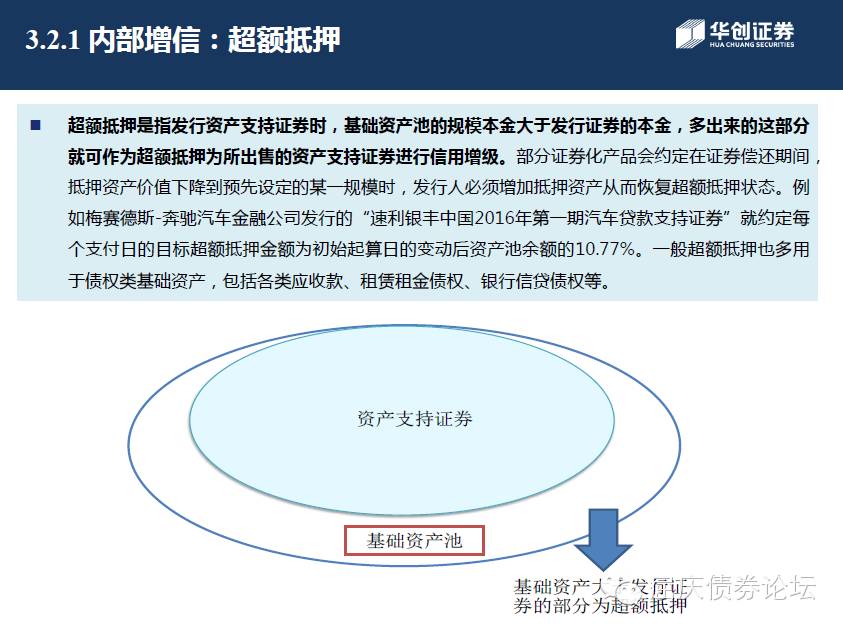 3.2.1 内部增信：超额抵押
华创证券
HUA CHUANG SECURITIES
■ 超额抵押是指发行资产支持证券时，基础资产池的规模本金大于发行证券的本金，多出来的这部分
就可作为超额抵押为所出售的资产支持证券进行信用增级。部分证券化产品会约定在证券偿还期间，
抵押资产价值下降到预先设定的某一规模时，发行人必须增加抵押资产从而恢复超额抵押状态。例
如梅赛德斯-奔驰汽车金融公司发行的“速利银丰中国2016年第一期汽车贷款支持证券”就约定每
个支付日的目标超额抵押金额为初始起算日的变动后资产池余额的10.77%。一般超额抵押也多用
于债权类基础资产，包括各类应收款、租赁租金债权、银行信贷债权等。
资产支持证券
基础资产池
基础资产大于发行证
券的部分为超额抵押
庆债券论坛